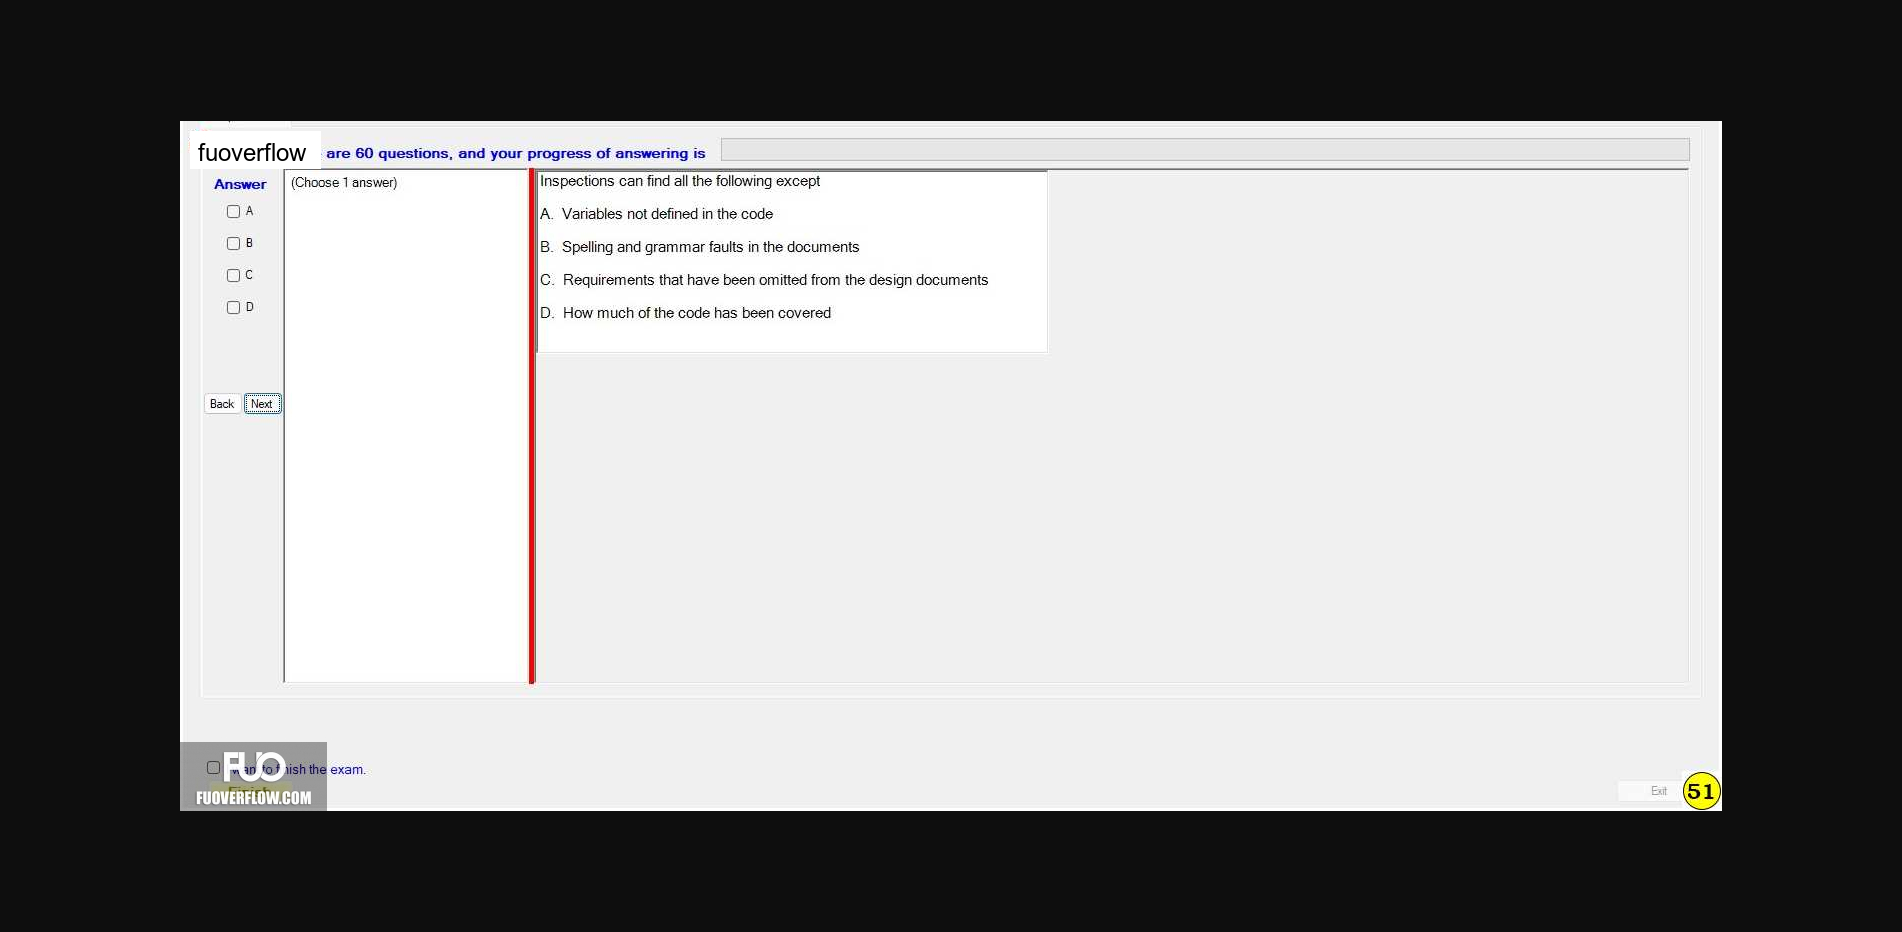 fuoverflow are 60 questions, and your progress of answering is
Answer
A
B
C
D
Back Next
(Choose 1 answer)
Inspections can find all the following except
A. Variables not defined in the code
B. Spelling and grammar faults in the documents
C. Requirements that have been omitted from the design documents
D. How much of the code has been covered
want to finish the exam.
Finish
FUO
FUOVERFLOW.COM
Exit
51